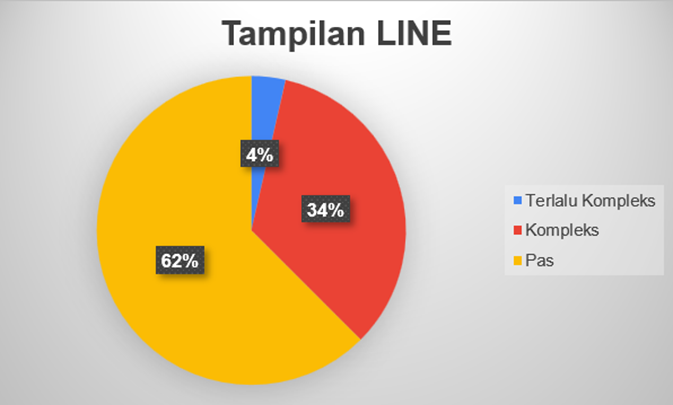 Tampilan LINE
4%
34%
62%
Terlalu Kompleks
Kompleks
Pas